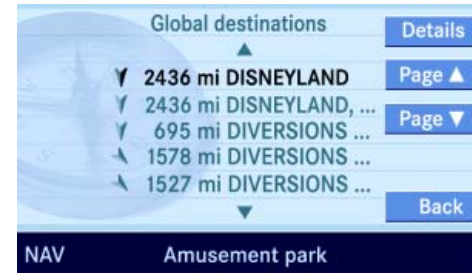 Global destinations
Details
2436 mi DISNEYLAND
Page ▲
2436 mi DISNEYLAND, ...
695 mi DIVERSIONS ...
Page ▼
1578 mi DIVERSIONS ...
1527 mi DIVERSIONS ...
Back
NAV
Amusement park